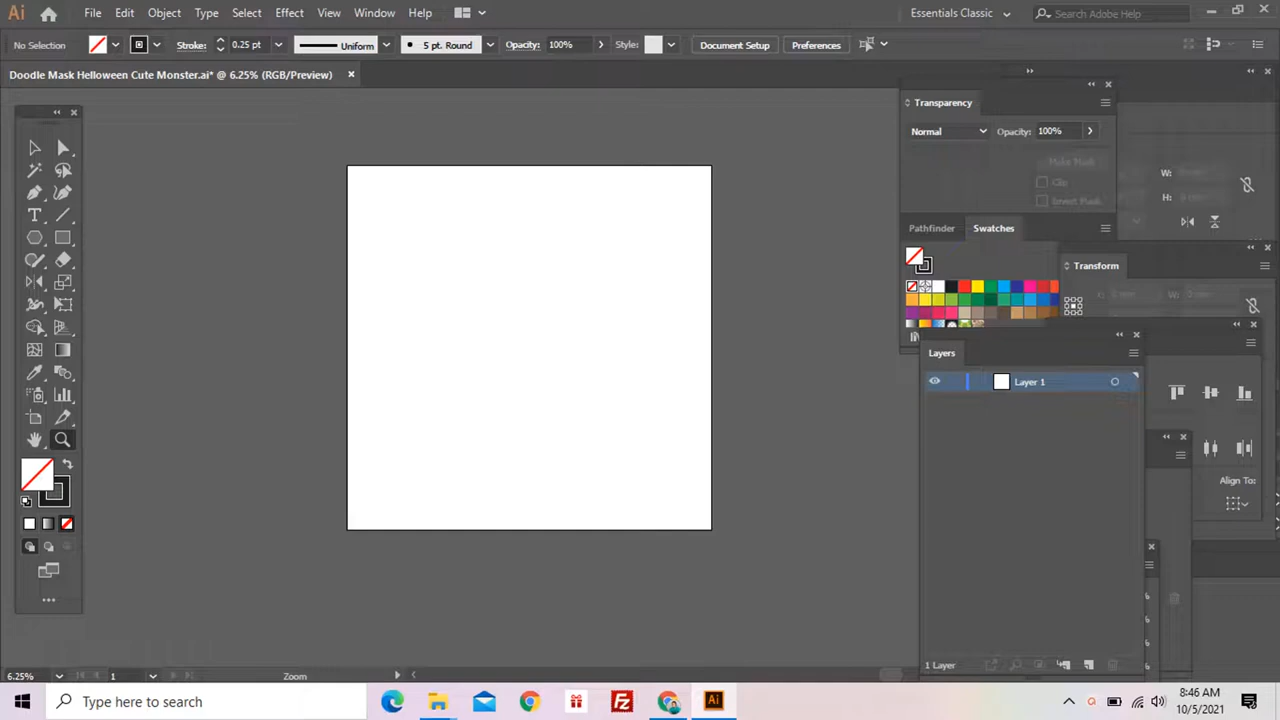 Ai File Edit Object Type Select Effect View Window Help Essentials Classic Search Adobe Help
No Selection Stroke: 0.25 pt Uniform 5 pt. Round Opacity: 100% Style: Document Setup Preferences
Doodle Mask Helloween Cute Monster.ai* @ 6.25% (RGB/Preview)
Transparency
Normal Opacity: 100%
Make Mask
Clip
Invert Mask
W:
H:
Pathfinder Swatches
Transform
Layers
Layer 1
Align To:
1 Layer
6.25% 1 Zoom
Type here to search
8:46 AM
10/5/2021